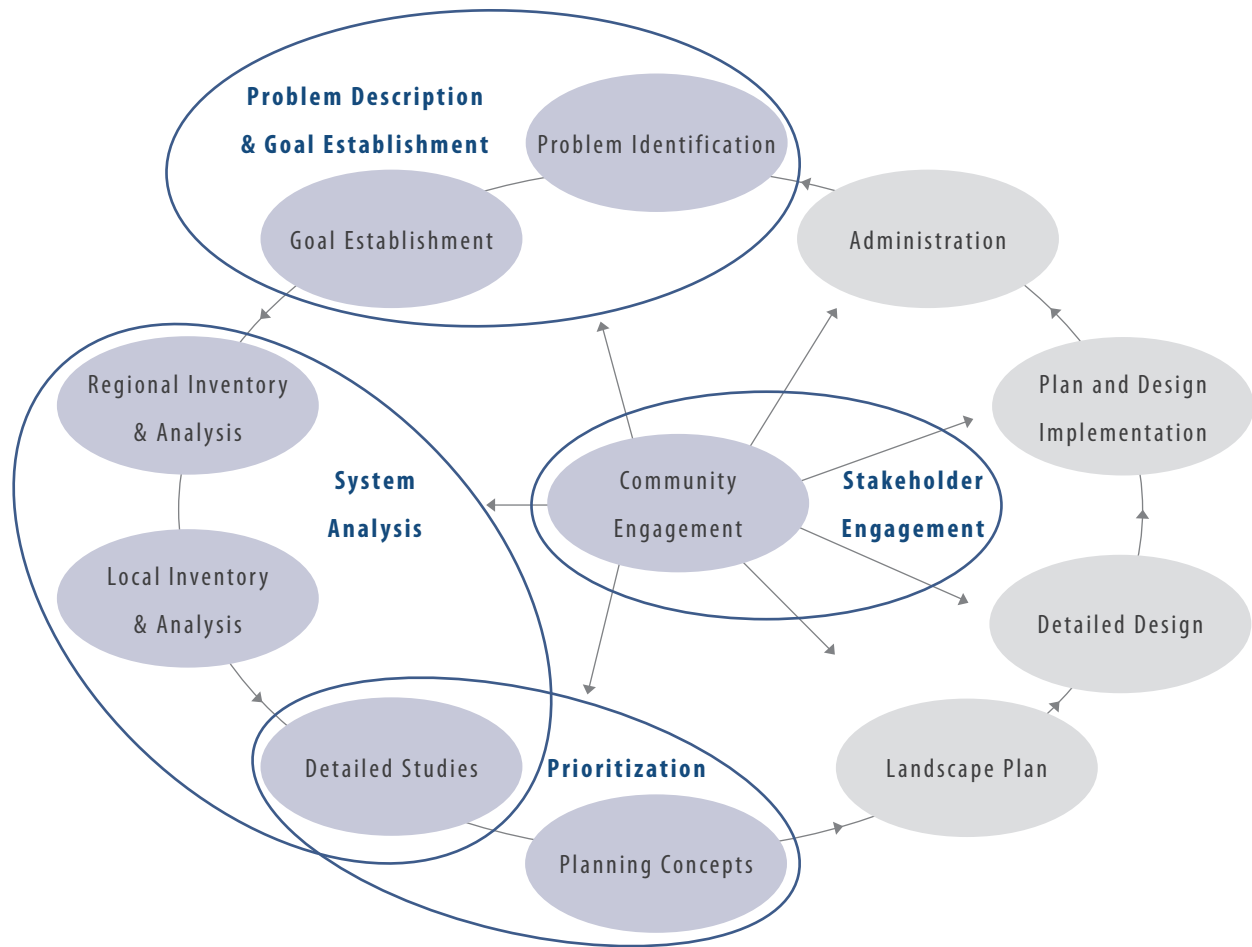 Problem Description
& Goal Establishment
Problem Identification
Goal Establishment
Administration
Regional Inventory
& Analysis
System
Analysis
Local Inventory
& Analysis
Community
Engagement
Stakeholder
Engagement
Plan and Design
Implementation
Detailed Design
Detailed Studies
Prioritization
Planning Concepts
Landscape Plan